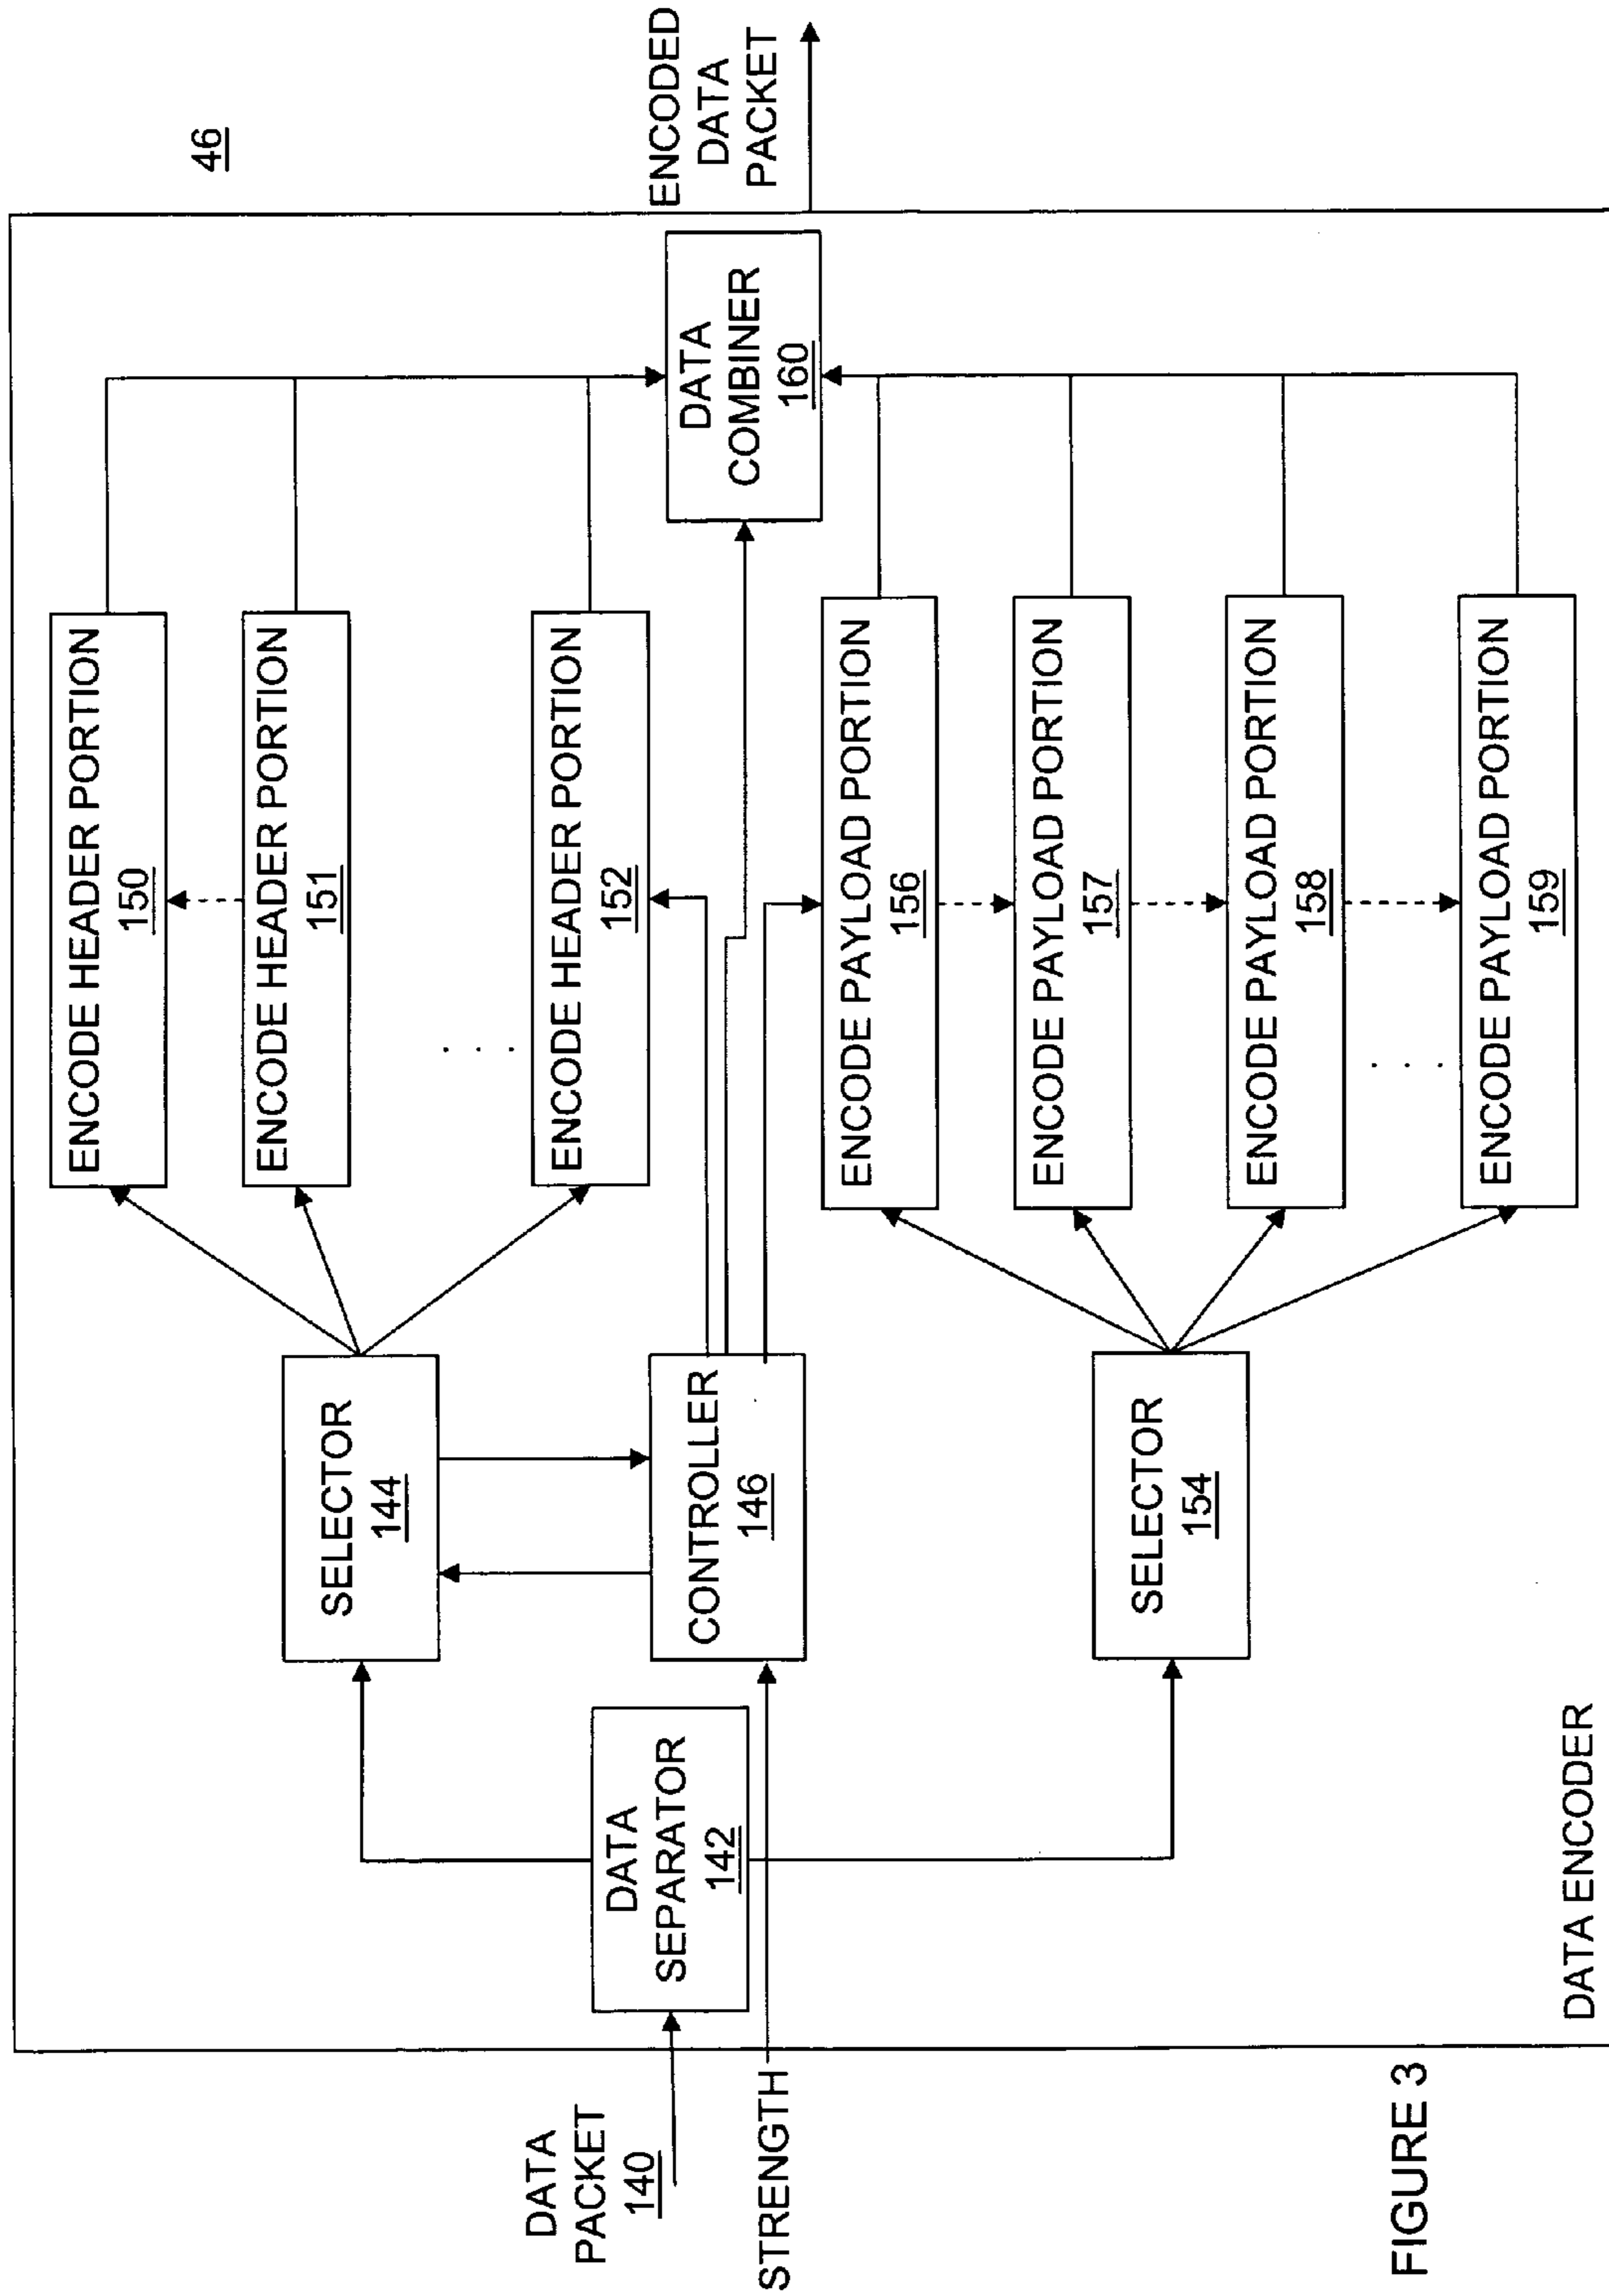 46
DATA
PACKET
140
STRENGTH
DATA
SEPARATOR
142
SELECTOR
144
CONTROLLER
146
SELECTOR
154
ENCODE HEADER PORTION
150
ENCODE HEADER PORTION
151
. . .
ENCODE HEADER PORTION
152
ENCODE PAYLOAD PORTION
156
ENCODE PAYLOAD PORTION
157
ENCODE PAYLOAD PORTION
158
. . . .
ENCODE PAYLOAD PORTION
159
DATA
COMBINER
160
ENCODED
DATA
PACKET
DATA ENCODER
FIGURE 3